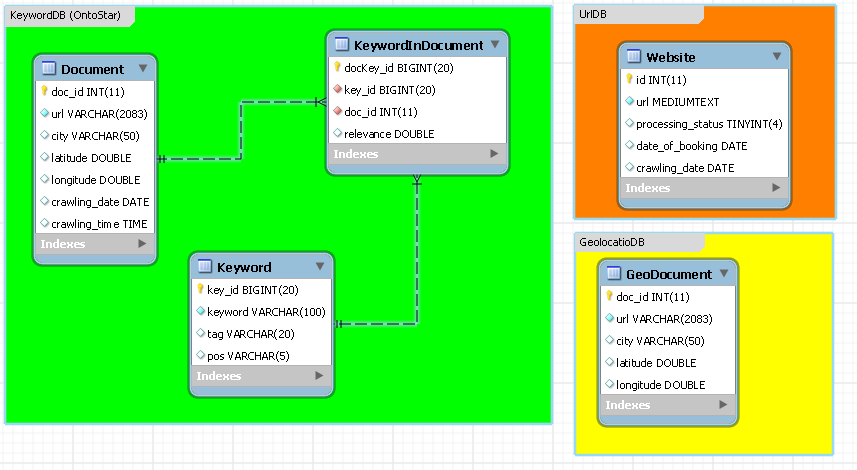 KeywordDB (OntoStar)
Document
doc_id INT(11)
url VARCHAR(2083)
city VARCHAR(50)
latitude DOUBLE
longitude DOUBLE
crawling_date DATE
crawling_time TIME
Indexes
KeywordInDocument
docKey_id BIGINT(20)
key_id BIGINT(20)
doc_id INT(11)
relevance DOUBLE
Indexes
Keyword
key_id BIGINT(20)
keyword VARCHAR(100)
tag VARCHAR(20)
pos VARCHAR(5)
Indexes
UrlDB
Website
id INT(11)
url MEDIUMTEXT
processing_status TINYINT(4)
date_of_booking DATE
crawling_date DATE
Indexes
GeolocatioDB
GeoDocument
doc_id INT(11)
url VARCHAR(2083)
city VARCHAR(50)
latitude DOUBLE
longitude DOUBLE
Indexes